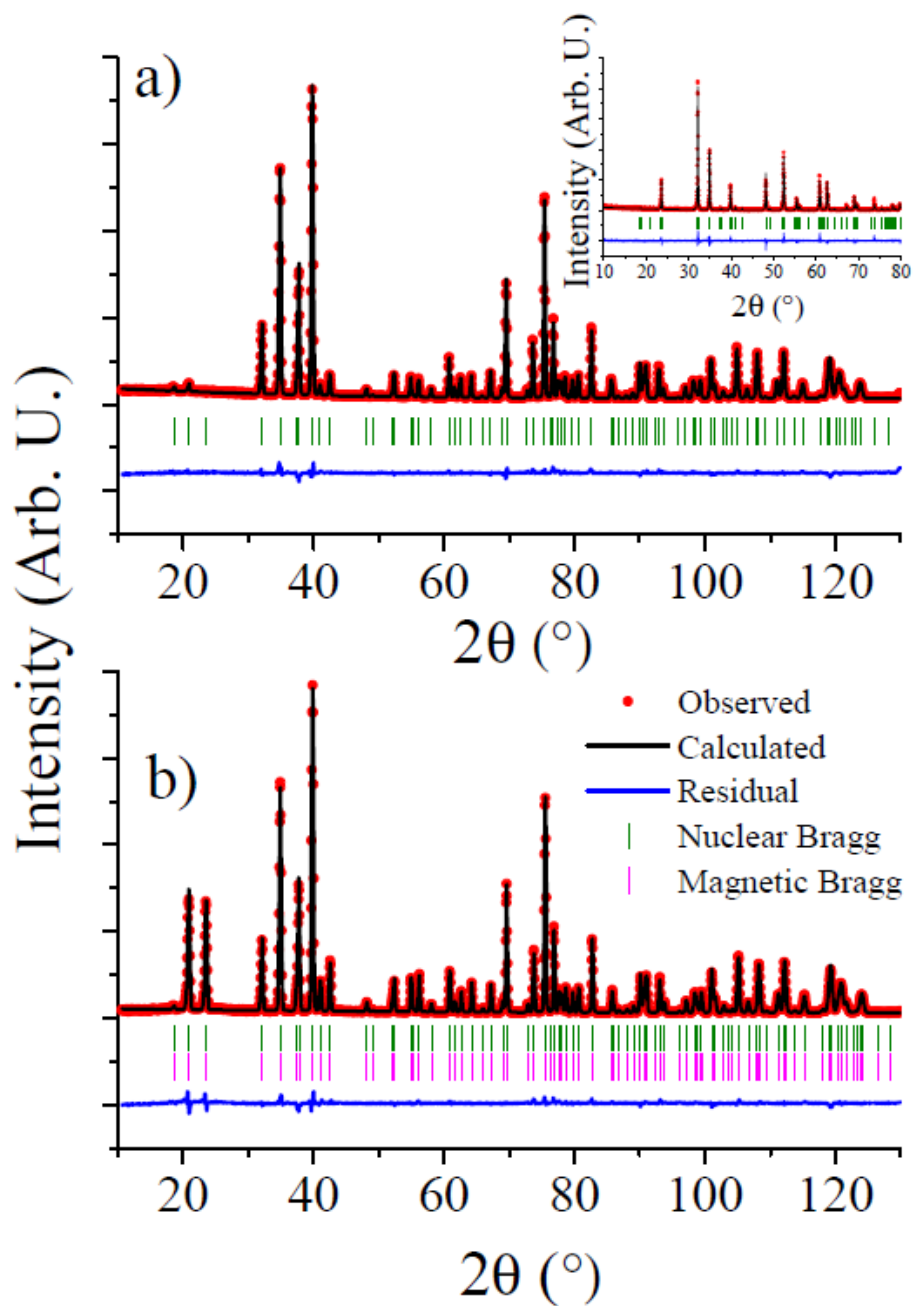 a)
Intensity (Arb. U.)
10 20 30 40 50 60 70 80
2θ (°)
20 40 60 80 100 120
2θ (°)
Intensity (Arb. U.)
b)
Observed
Calculated
Residual
Nuclear Bragg
Magnetic Bragg
20 40 60 80 100 120
2θ (°)